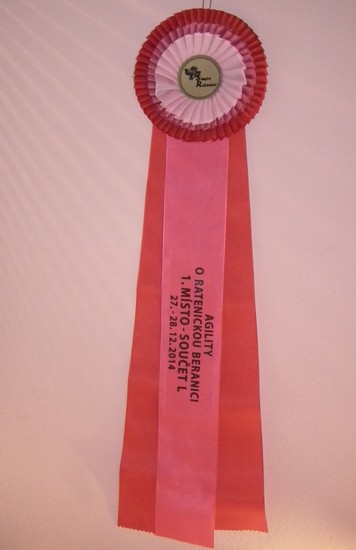 AGILITY
O RATENICKOU BERANICI
1. MÍSTO - SOUČET L
27.-28.12.2014